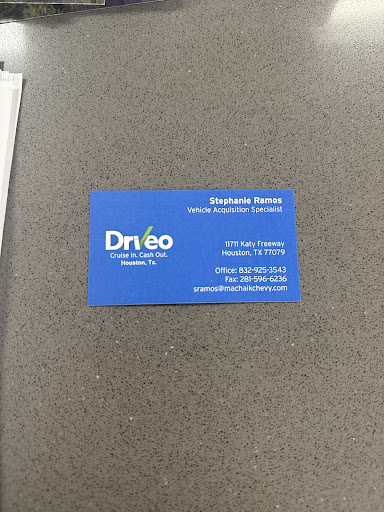 Stephanie Ramos
Vehicle Acquisition Specialist
Driveo
Cruise In. Cash Out.
Houston, Tx.
11711 Katy Freeway
Houston, TX 77079
Office: 832-925-3543
Fax: 281-596-6236
sramos@machaikchevy.com